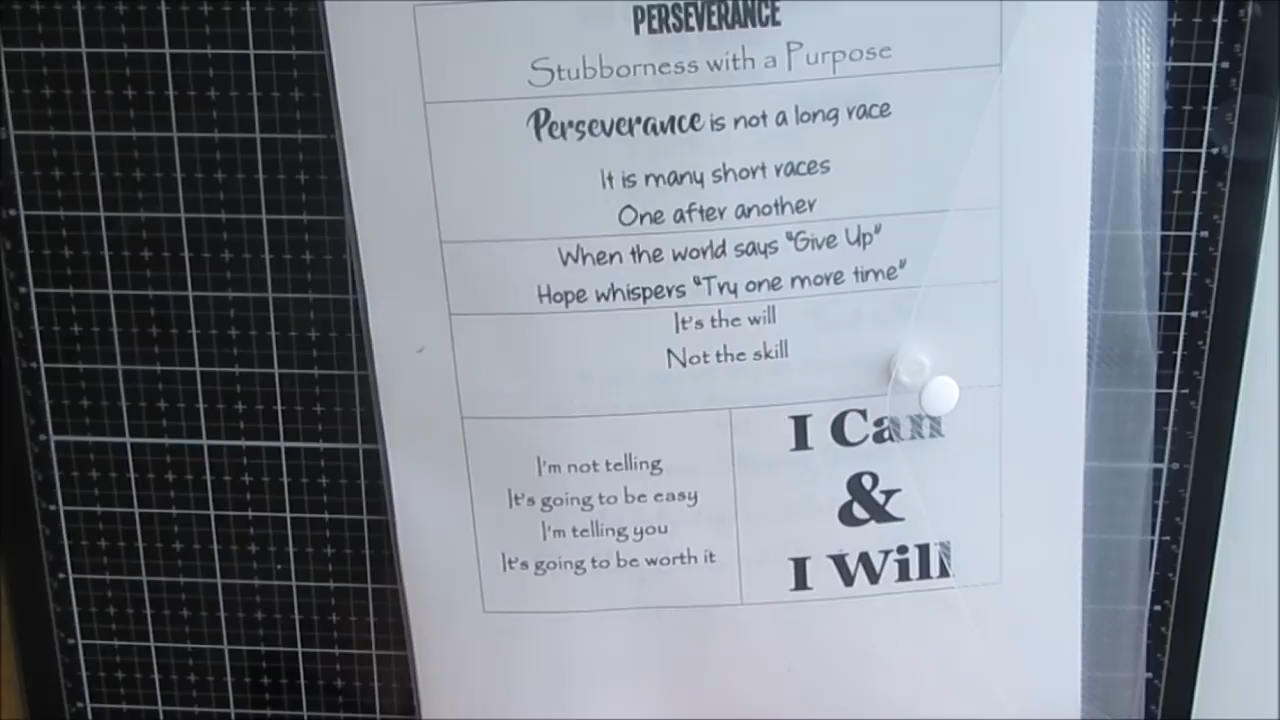 PERSEVERANCE
Stubborness with a Purpose
Perseverance is not a long race
It is many short races
One after another
When the world says "Give Up"
Hope whispers "Try one more time"
It's the will
Not the skill
I'm not telling
It's going to be easy
I'm telling you
It's going to be worth it
I Can
&
I Will